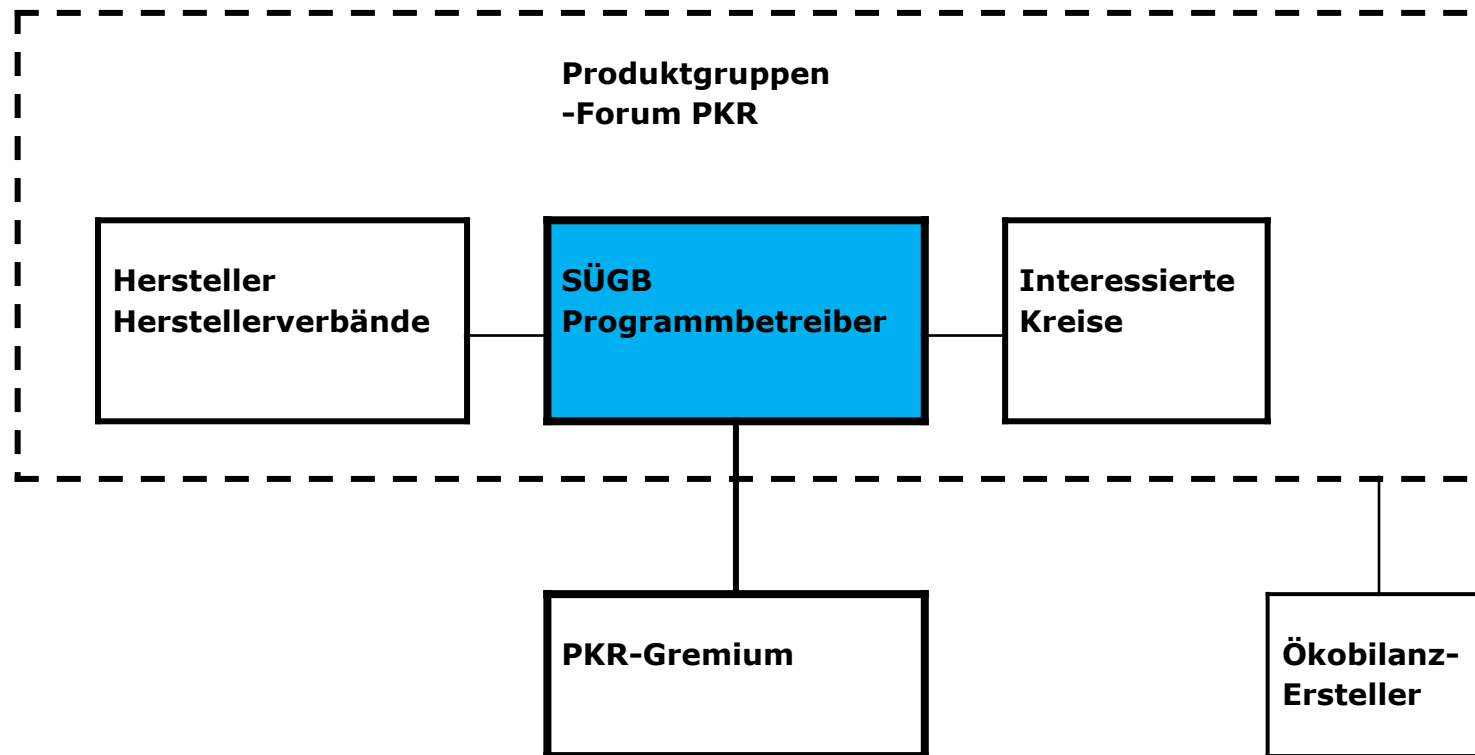 Produktgruppen
-Forum PKR
Hersteller
Herstellerverbände
SÜGB
Programmbetreiber
Interessierte
Kreise
PKR-Gremium
Ökobilanz-
Ersteller